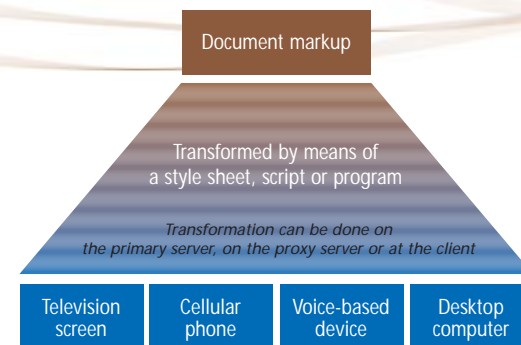 Document markup
Transformed by means of
a style sheet, script or program
Transformation can be done on
the primary server, on the proxy server or at the client
Television
screen
Cellular
phone
Voice-based
device
Desktop
computer